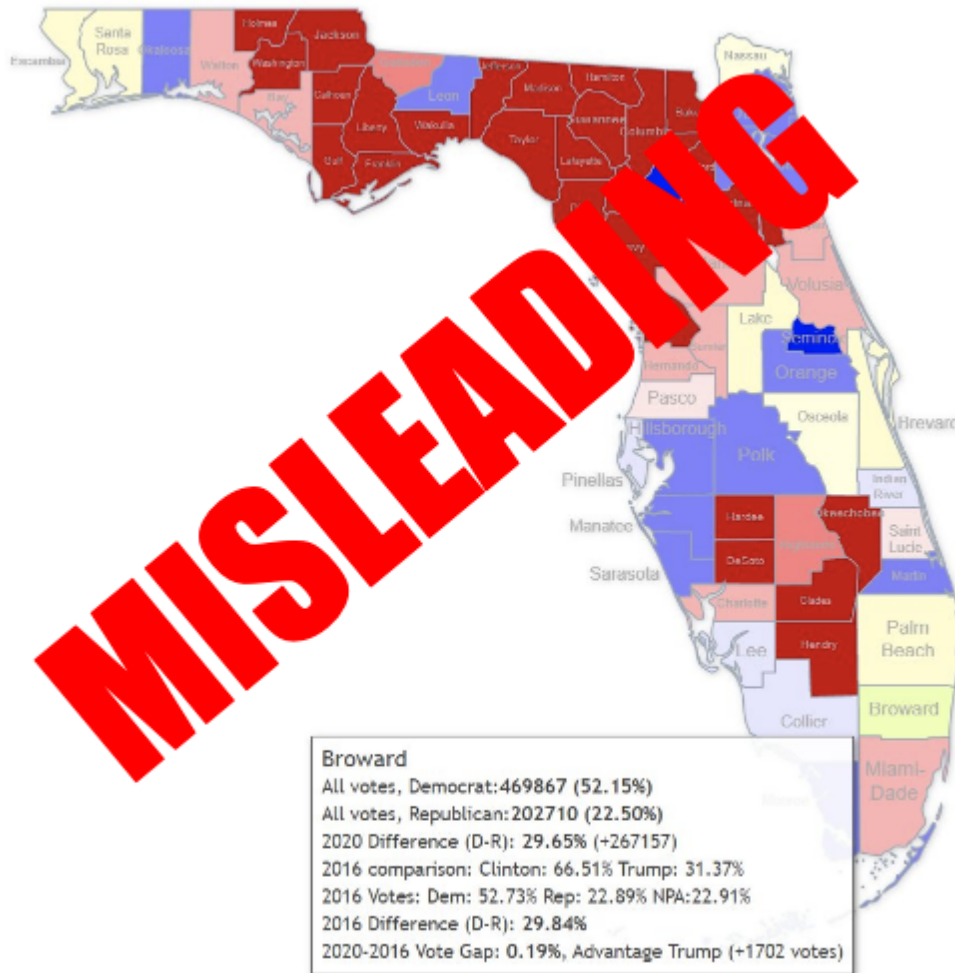 Holmes
Jackson
Santa
Rosa
Okaloosa
Escambia
Walton
Washington
Bay
Calhoun
Gadsden
Leon
Liberty
Wakulla
Gulf
Franklin
Jefferson
Madison
Hamilton
Suwannee
Columbia
Taylor
Lafayette
Nassau
MISLEADING
Volusia
Lake
Seminole
Orange
Hernando
Sumter
Pasco
Osceola
Brevard
Hillsborough
Polk
Pinellas
Indian
River
Manatee
Hardee
Highlands
Okeechobee
Saint
Lucie
Sarasota
DeSoto
Martin
Charlotte
Glades
Lee
Hendry
Palm
Beach
Collier
Broward
Miami-
Dade
Broward
All votes, Democrat:469867 (52.15%)
All votes, Republican:202710 (22.50%)
2020 Difference (D-R): 29.65% (+267157)
2016 comparison: Clinton: 66.51% Trump: 31.37%
2016 Votes: Dem: 52.73% Rep: 22.89% NPA:22.91%
2016 Difference (D-R): 29.84%
2020-2016 Vote Gap: 0.19%, Advantage Trump (+1702 votes)